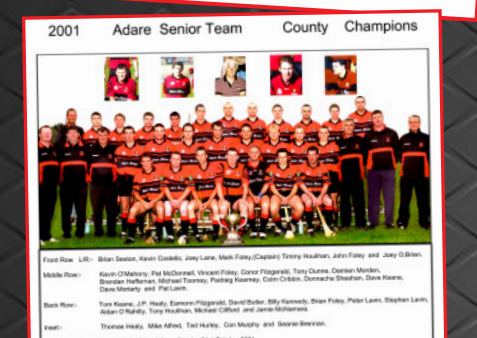 2001 Adare Senior Team County Champions
Front Row L/R:- Brian Sexton, Kevin Costello, Joey Lane, Mark Foley,(Captain) Timmy Houlihan, John Foley and Joey O,Brian.
Middle Row:- Kevin O'Mahony, Pat McDonnell, Vincent Foley, Conor Fitzgerald, Tony Dunne, Damien Morden,
Brendan Heffernan, Michael Toomey, Padraig Kearney, Colm Cribbin, Donnacha Sheehan, Dave Keane,
Dave Moriarty and Pat Lavin.
Back Row:- Tom Keane, J.P. Healy, Eamonn Fitzgerald, David Butler, Billy Kennedy, Brian Foley, Peter Lavin, Stephen Lavin,
Aidan O'Rahilly, Tony Houlihan, Michael Clifford and Jamie McNamara.
Inset:- Thomas Healy, Mike Alfred, Ted Hurley, Con Murphy and Seanie Brennan.